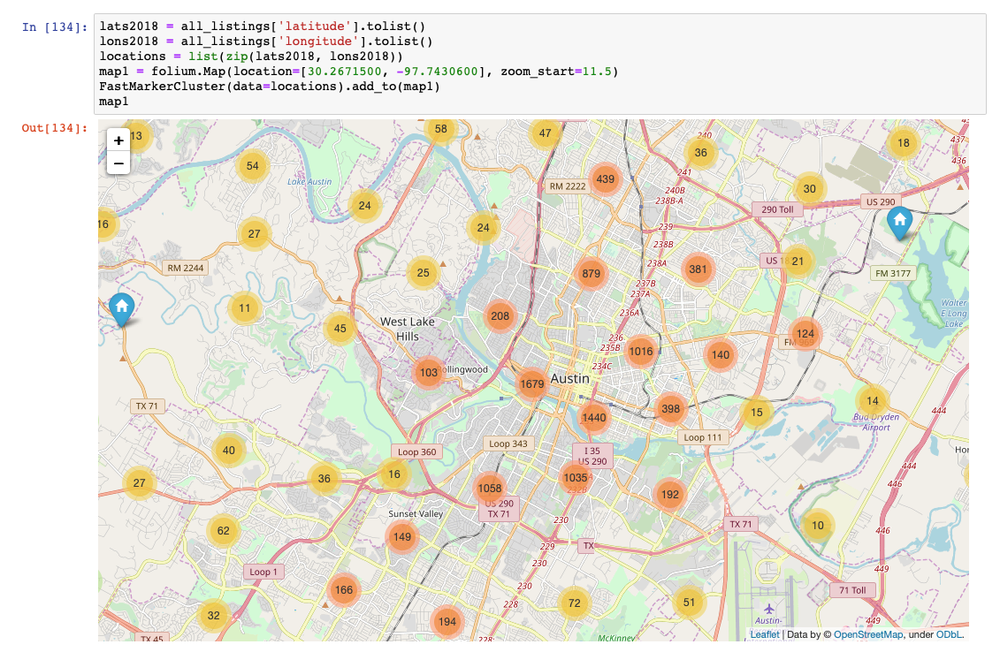 In [134]:
lats2018 = all_listings['latitude'].tolist()
lons2018 = all_listings['longitude'].tolist()
locations = list(zip(lats2018, lons2018))
map1 = folium.Map(location=[30.2671500, -97.7430600], zoom_start=11.5)
FastMarkerCluster(data=locations).add_to(map1)
map1
Out[134]:
+
−
13
58
47
240
36
18
437
436
54
241
439
Lake Austin
RM 2222
240B
30
238B-A
24
290 Toll
US 290
24
16
27
239
238B
US
21
238A
RM 2244
25
879
381
FM 3177
237B
237A
Walter
E Long
Lake
11
208
236A
West Lake
Hills
45
124
236
235B
1016
140
FM
234C
103
ollingwood
1679
Austin
14
398
15
444
TX 71
1440
Bud Dryden
Airport
Loop 111
Loop 343
40
Loop 360
I 35
US 290
Hor
444
16
36
27
1035
446
1058
192
232B
US 290
TX 71
Sunset Valley
230
62
10
TX 71
446
149
229
TX
230
449
Loop 1
166
230
71 Toll
228
72
51
32
194
Austin-
449
TX 45
228
McKinney
Leaflet | Data by © OpenStreetMap, under ODbL.